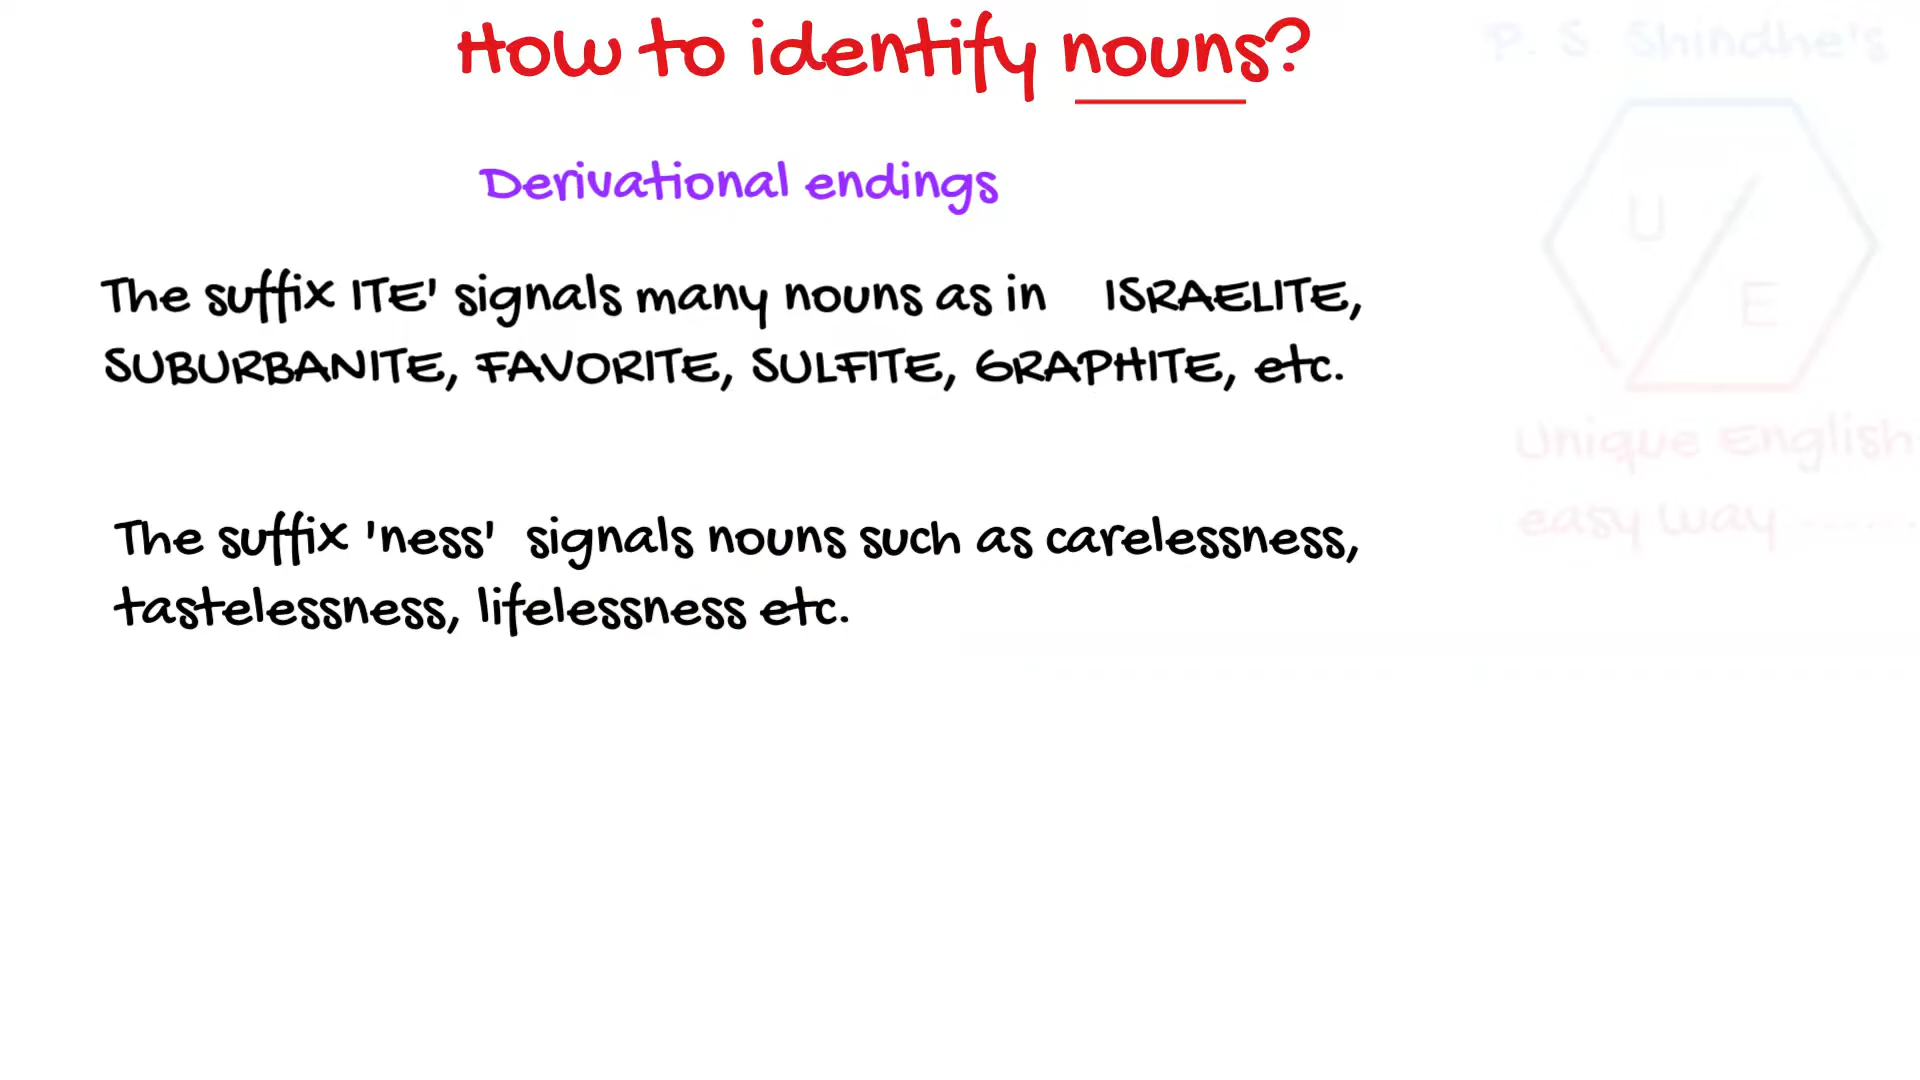 How to identify nouns?
P. S Shindhe's
Derivational endings
U
E
The suffix ITE' signals many nouns as in ISRAELITE,
SUBURBANITE, FAVORITE, SULFITE, GRAPHITE, etc.
Unique English
easy way
The suffix 'ness' signals nouns such as carelessness,
tastelessness, lifelessness etc.